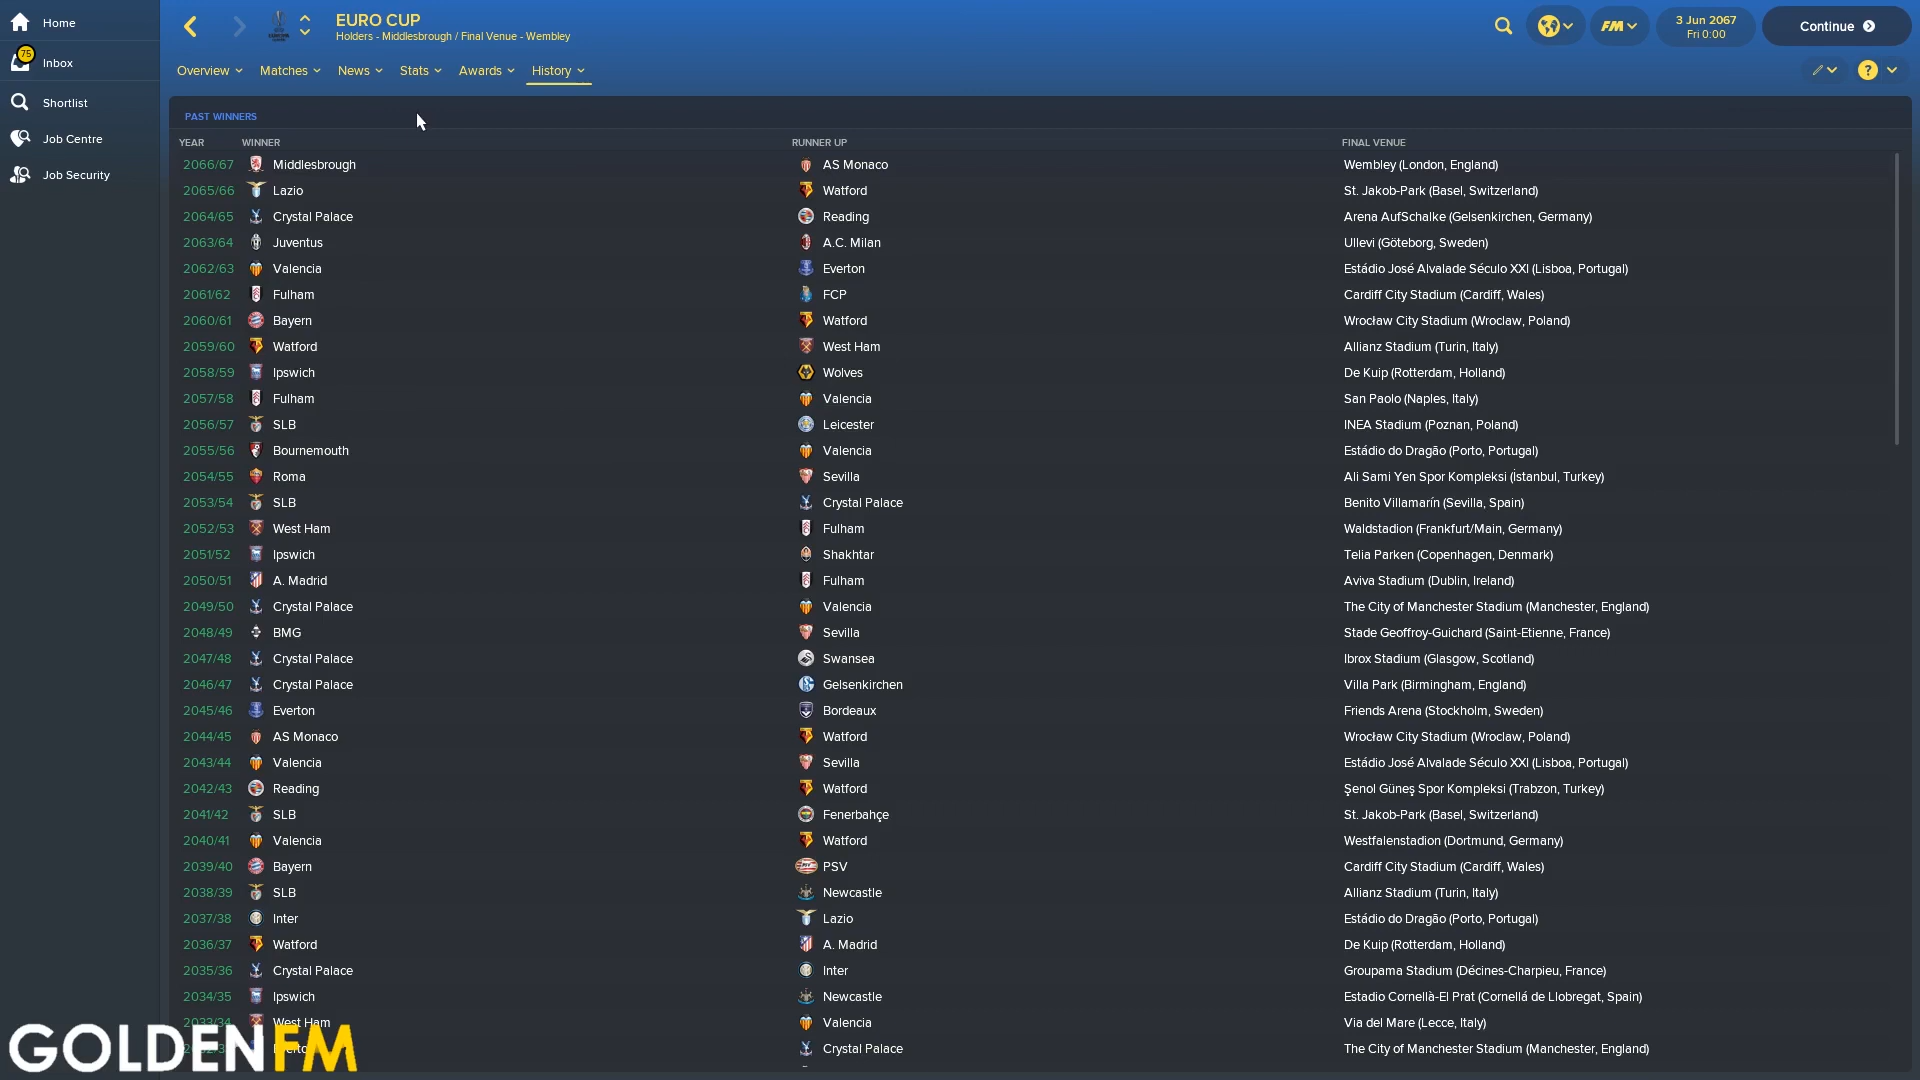 Home
75
Inbox
Shortlist
Job Centre
Job Security
EURO CUP
Holders - Middlesbrough / Final Venue - Wembley
FM
3 Jun 2067
Fri 0:00
Continue
Overview Matches News Stats Awards History
?
PAST WINNERS
YEAR WINNER RUNNER UP FINAL VENUE
2066/67 Middlesbrough AS Monaco Wembley (London, England)
2065/66 Lazio Watford St. Jakob-Park (Basel, Switzerland)
2064/65 Crystal Palace Reading Arena AufSchalke (Gelsenkirchen, Germany)
2063/64 Juventus A.C. Milan Ullevi (Göteborg, Sweden)
2062/63 Valencia Everton Estádio José Alvalade Século XXI (Lisboa, Portugal)
2061/62 Fulham FCP Cardiff City Stadium (Cardiff, Wales)
2060/61 Bayern Watford Wrocław City Stadium (Wroclaw, Poland)
2059/60 Watford West Ham Allianz Stadium (Turin, Italy)
2058/59 Ipswich Wolves De Kuip (Rotterdam, Holland)
2057/58 Fulham Valencia San Paolo (Naples, Italy)
2056/57 SLB Leicester INEA Stadium (Poznan, Poland)
2055/56 Bournemouth Valencia Estádio do Dragão (Porto, Portugal)
2054/55 Roma Sevilla Ali Sami Yen Spor Kompleksi (İstanbul, Turkey)
2053/54 SLB Crystal Palace Benito Villamarín (Sevilla, Spain)
2052/53 West Ham Fulham Waldstadion (Frankfurt/Main, Germany)
2051/52 Ipswich Shakhtar Telia Parken (Copenhagen, Denmark)
2050/51 A. Madrid Fulham Aviva Stadium (Dublin, Ireland)
2049/50 Crystal Palace Valencia The City of Manchester Stadium (Manchester, England)
2048/49 BMG Sevilla Stade Geoffroy-Guichard (Saint-Etienne, France)
2047/48 Crystal Palace Swansea Ibrox Stadium (Glasgow, Scotland)
2046/47 Crystal Palace Gelsenkirchen Villa Park (Birmingham, England)
2045/46 Everton Bordeaux Friends Arena (Stockholm, Sweden)
2044/45 AS Monaco Watford Wrocław City Stadium (Wroclaw, Poland)
2043/44 Valencia Sevilla Estádio José Alvalade Século XXI (Lisboa, Portugal)
2042/43 Reading Watford Şenol Güneş Spor Kompleksi (Trabzon, Turkey)
2041/42 SLB Fenerbahçe St. Jakob-Park (Basel, Switzerland)
2040/41 Valencia Watford Westfalenstadion (Dortmund, Germany)
2039/40 Bayern PSV Cardiff City Stadium (Cardiff, Wales)
2038/39 SLB Newcastle Allianz Stadium (Turin, Italy)
2037/38 Inter Lazio Estádio do Dragão (Porto, Portugal)
2036/37 Watford A. Madrid De Kuip (Rotterdam, Holland)
2035/36 Crystal Palace Inter Groupama Stadium (Décines-Charpieu, France)
2034/35 Ipswich Newcastle Estadio Cornellà-El Prat (Cornellá de Llobregat, Spain)
2033/34 West Ham Valencia Via del Mare (Lecce, Italy)
Crystal Palace The City of Manchester Stadium (Manchester, England)
GOLDENFM